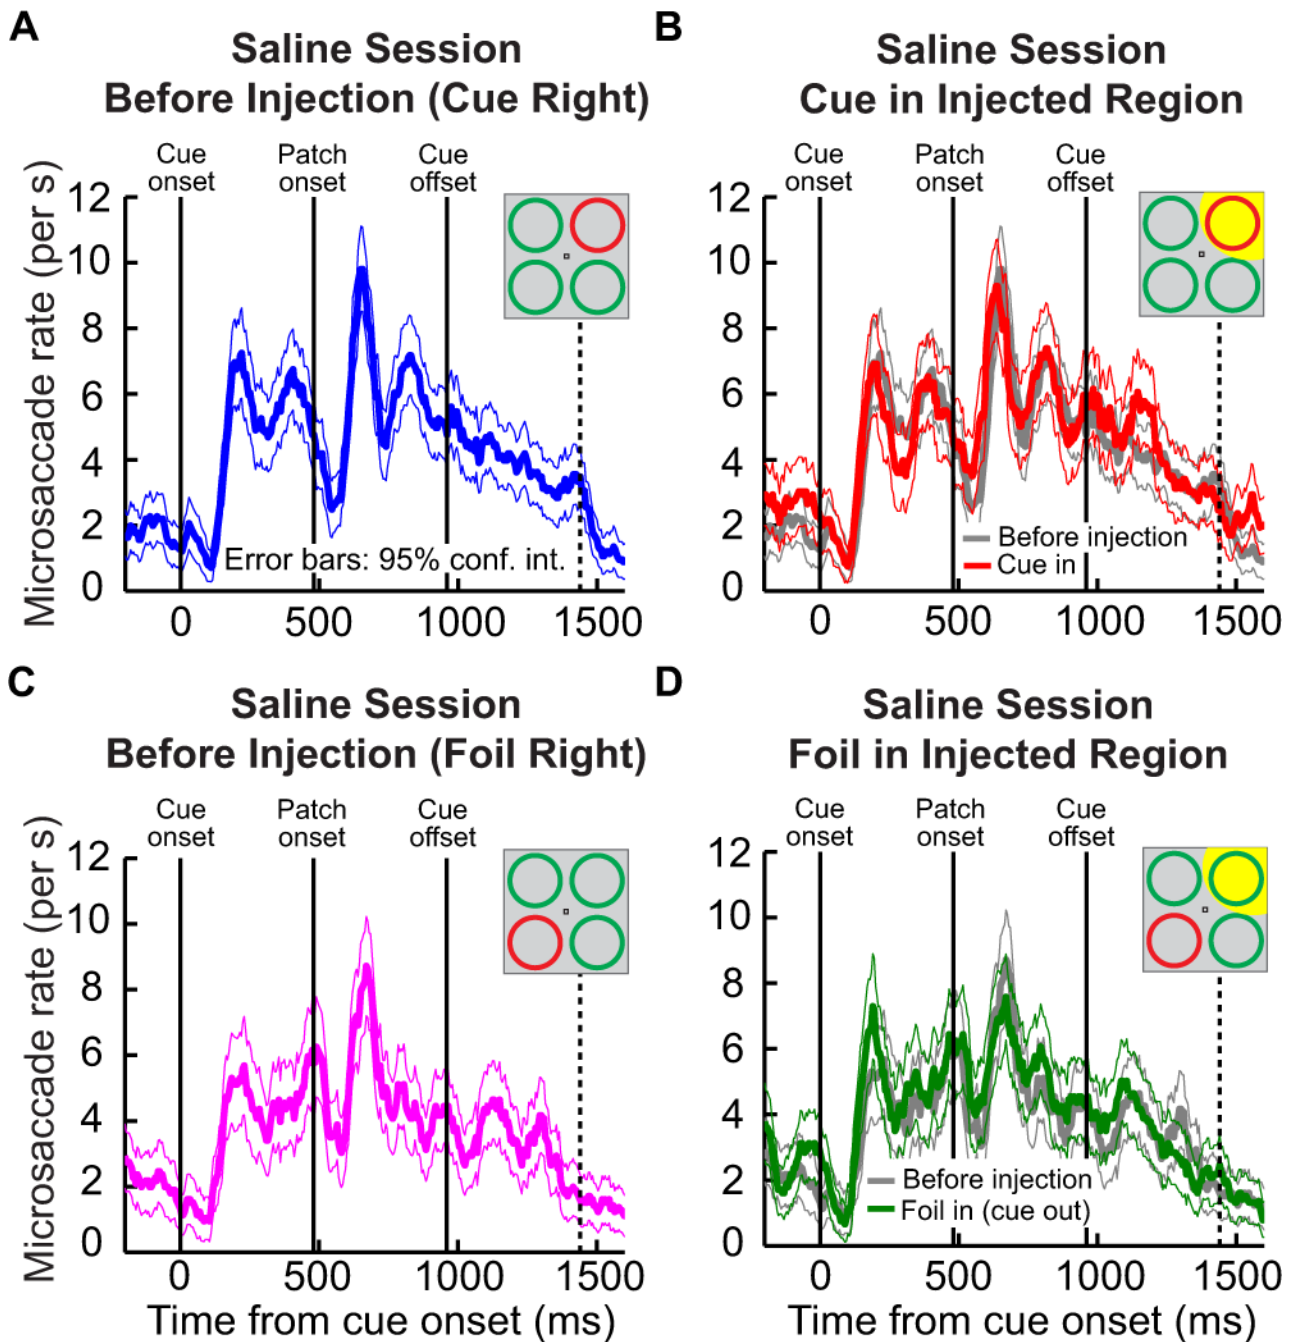 A
Saline Session
Before Injection (Cue Right)
Cue onset
Patch onset
Cue offset
Microsaccade rate (per s)
12
10
8
6
4
2
0
Error bars: 95% conf. int.
0
500
1000
1500
B
Saline Session
Cue in Injected Region
Cue onset
Patch onset
Cue offset
12
10
8
6
4
2
0
Before injection
Cue in
0
500
1000
1500
C
Saline Session
Before Injection (Foil Right)
Cue onset
Patch onset
Cue offset
Microsaccade rate (per s)
12
10
8
6
4
2
0
0
500
1000
1500
Time from cue onset (ms)
D
Saline Session
Foil in Injected Region
Cue onset
Patch onset
Cue offset
12
10
8
6
4
2
0
Before injection
Foil in (cue out)
0
500
1000
1500
Time from cue onset (ms)